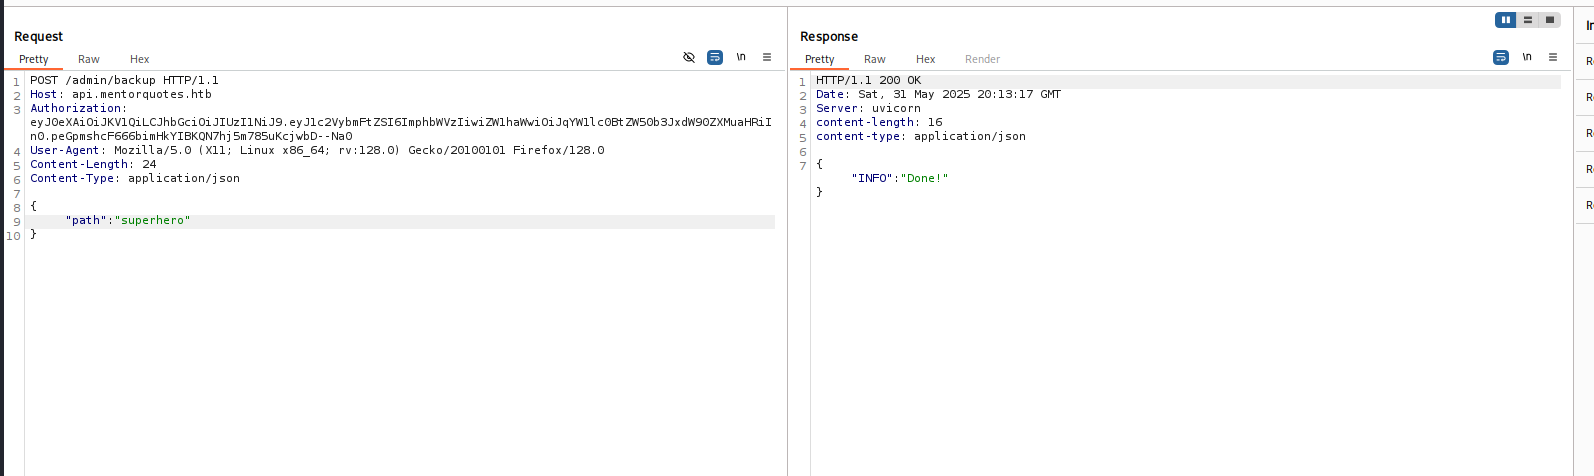 Request
Pretty Raw Hex \n
1 POST /admin/backup HTTP/1.1
2 Host: api.mentorquotes.htb
3 Authorization:
eyJ0eXAiOiJKV1QiLCJhbGciOiJIUzI1NiJ9.eyJ1c2VybmFtZSI6ImphbWVzIiwiZW1haWwiOiJqYW1lc0BtZW50b3JxdW90ZXMuaHRiI
n0.peGpmshcF666bimHkYIBKQN7hj5m785uKcjwbD--Na0
4 User-Agent: Mozilla/5.0 (X11; Linux x86_64; rv:128.0) Gecko/20100101 Firefox/128.0
5 Content-Length: 24
6 Content-Type: application/json
7
8 {
9 "path":"superhero"
10 }
Response
Pretty Raw Hex Render \n
1 HTTP/1.1 200 OK
2 Date: Sat, 31 May 2025 20:13:17 GMT
3 Server: uvicorn
4 content-length: 16
5 content-type: application/json
6
7 {
"INFO":"Done!"
}
In
R
R
R
R
R